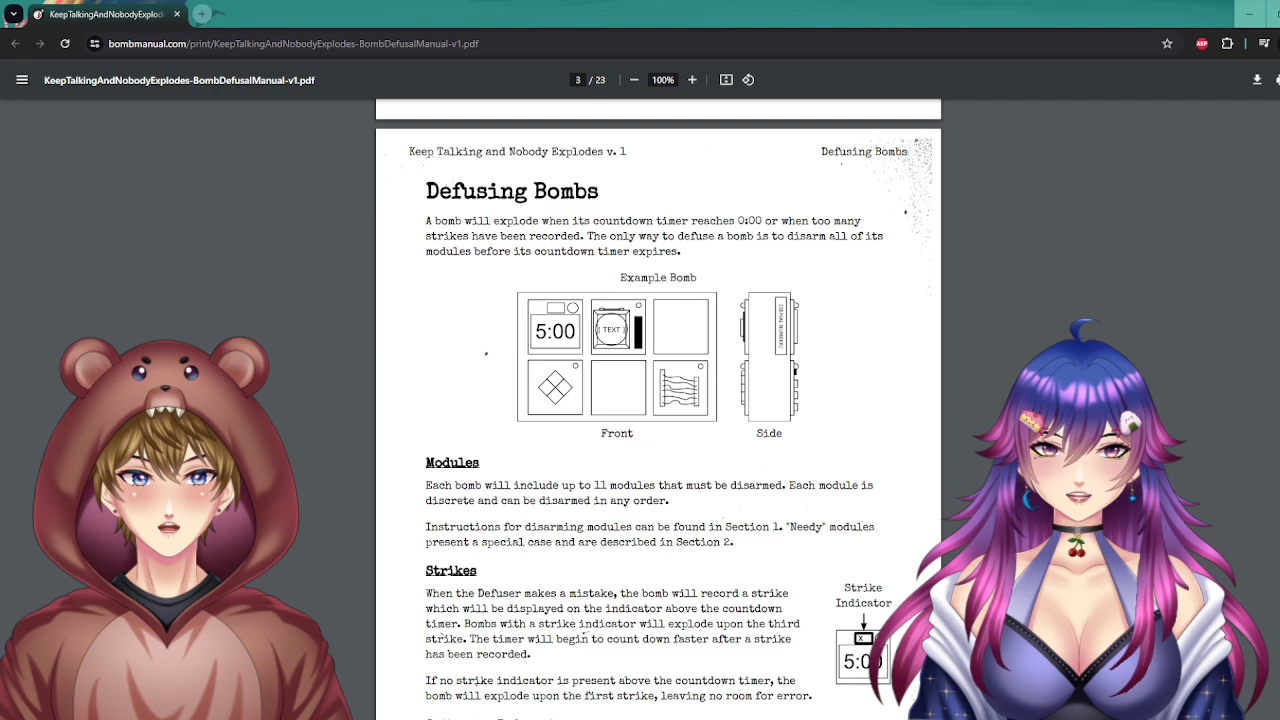 KeepTalkingAndNobodyExplode
bombmanual.com/print/KeepTalkingAndNobodyExplodes-BombDefusalManual-v1.pdf
ABP
KeepTalkingAndNobodyExplodes-BombDefusalManual-v1.pdf
3 / 23
100%
Keep Talking and Nobody Explodes v. 1
Defusing Bombs
Defusing Bombs
A bomb will explode when its countdown timer reaches 0:00 or when too many
strikes have been recorded. The only way to defuse a bomb is to disarm all of its
modules before its countdown timer expires.
Example Bomb
5:00
[ TEXT ]
[SERIAL NUMBER]
Front
Side
Modules
Each bomb will include up to 11 modules that must be disarmed. Each module is
discrete and can be disarmed in any order.
Instructions for disarming modules can be found in Section 1. "Needy" modules
present a special case and are described in Section 2.
Strikes
When the Defuser makes a mistake, the bomb will record a strike
which will be displayed on the indicator above the countdown
timer. Bombs with a strike indicator will explode upon the third
strike. The timer will begin to count down faster after a strike
has been recorded.
If no strike indicator is present above the countdown timer, the
bomb will explode upon the first strike, leaving no room for error.
Strike
Indicator
X
5:00